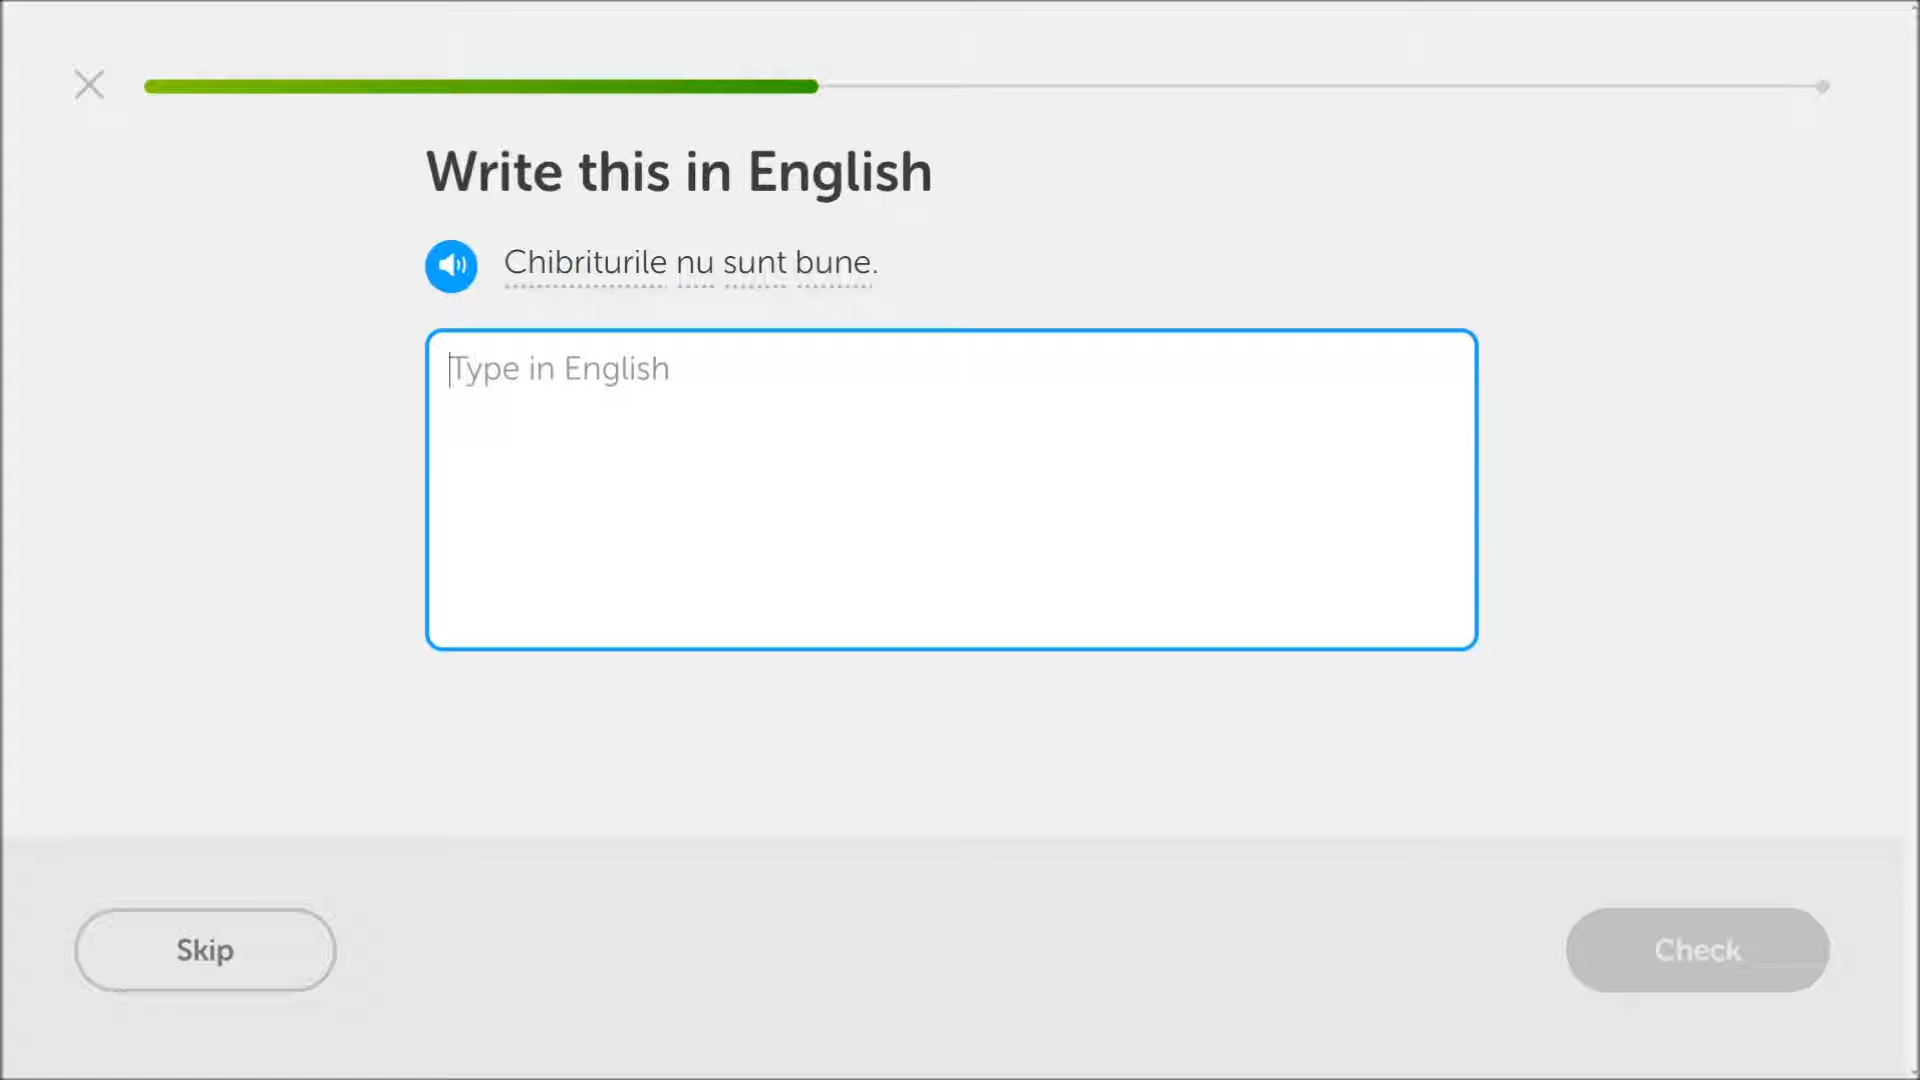 Write this in English
Chibriturile nu sunt bune.
Type in English
Skip
Check